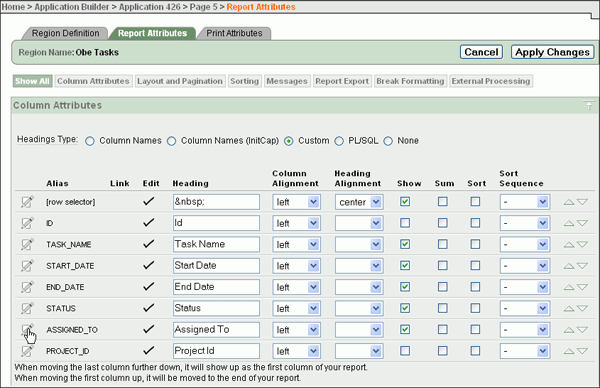 Home > Application Builder > Application 426 > Page 5 > Report Attributes
Region Definition Report Attributes Print Attributes
Region Name: Obe Tasks Cancel Apply Changes
Show All Column Attributes Layout and Pagination Sorting Messages Report Export Break Formatting External Processing
Column Attributes
Headings Type: Column Names Column Names (InitCap) Custom PL/SQL None
Alias Link Edit Heading Column Alignment Heading Alignment Show Sum Sort Sort Sequence
[row selector] &nbsp; left center -
ID Id left -
TASK_NAME Task Name left -
START_DATE Start Date left -
END_DATE End Date left -
STATUS Status left -
ASSIGNED_TO Assigned To left -
PROJECT_ID Project Id left -
When moving the last column further down, it will show up as the first column of your report.
When moving the first column up, it will be moved to the end of your report.